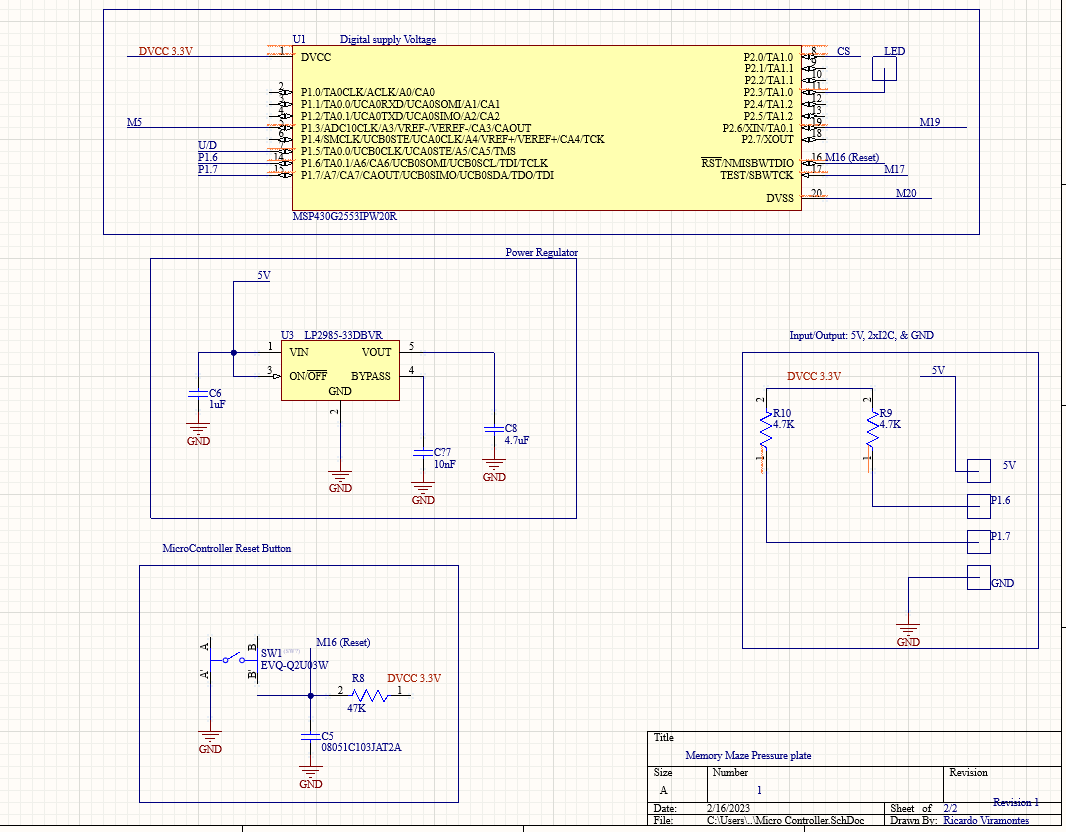 U1 Digital supply Voltage
DVCC 3.3V 1 DVCC P2.0/TA1.0 8 CS LED
P2.1/TA1.1 9
P2.2/TA1.1 10
2 P1.0/TA0CLK/ACLK/A0/CA0 P2.3/TA1.0 11
P1.1/TA0.0/UCA0RXD/UCA0SOMI/A1/CA1 P2.4/TA1.2 12
P1.2/TA0.1/UCA0TXD/UCA0SIMO/A2/CA2 P2.5/TA1.2 13
M5 P1.3/ADC10CLK/A3/VREF-/VEREF-/CA3/CAOUT P2.6/XIN/TA0.1 19 M19
P1.4/SMCLK/UCB0STE/UCA0CLK/A4/VREF+/VEREF+/CA4/TCK P2.7/XOUT 18
U/D P1.5/TA0.0/UCB0CLK/UCA0STE/A5/CA5/TMS
P1.6 14 P1.6/TA0.1/A6/CA6/UCB0SOMI/UCB0SCL/TDI/TCLK RST/NMISBWTDIO 16 M16 (Reset)
P1.7 15 P1.7/A7/CA7/CAOUT/UCB0SIMO/UCB0SDA/TDO/TDI TEST/SBWTCK 17 M17
DVSS 20 M20
MSP430G2553IPW20R
Power Regulator
5V
U3 LP2985-33DBVR
1 VIN VOUT 5
3 ON/OFF BYPASS 4
GND
2
C6
1uF
GND
C8
4.7uF
C?7
10nF
GND
GND
GND
Input/Output: 5V, 2xI2C, & GND
DVCC 3.3V 5V
2 2
R10 R9
4.7K 4.7K
1 1
5V
P1.6
P1.7
GND
GND
MicroController Reset Button
A B M16 (Reset)
SW1
EVQ-Q2U03W
A' B'
R8 DVCC 3.3V
2 1
47K
C5
08051C103JAT2A
GND
GND
Title
Memory Maze Pressure plate
Size Number Revision
A 1 Revision 1
Date: 2/16/2023 Sheet of 2/2
File: C:\Users\..\Micro Controller.SchDoc Drawn By: Ricardo Viramontes